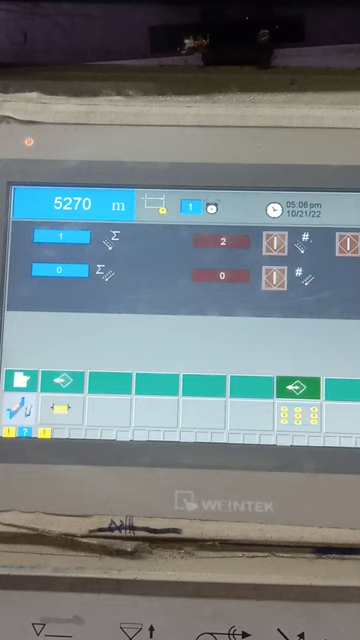 5270 m
1
05:06 pm
10/21/22
1 Σ
2 #
0 Σ
0 #
! ? !
WEINTEK